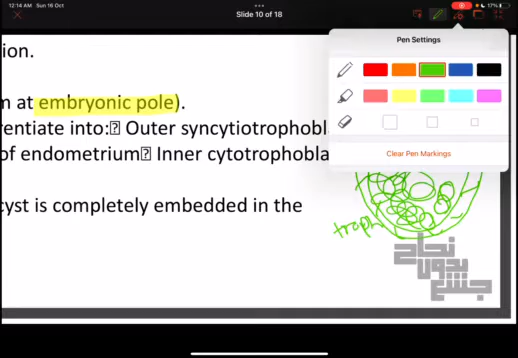 12:14 AM Sun 16 Oct
17%
Slide 10 of 18
Pen Settings
ion.
m at embryonic pole).
rentiate into: Outer syncytiotrophobl
of endometrium Inner cytotrophobla
Clear Pen Markings
cyst is completely embedded in the
troph
نجاح
بدون
جشع